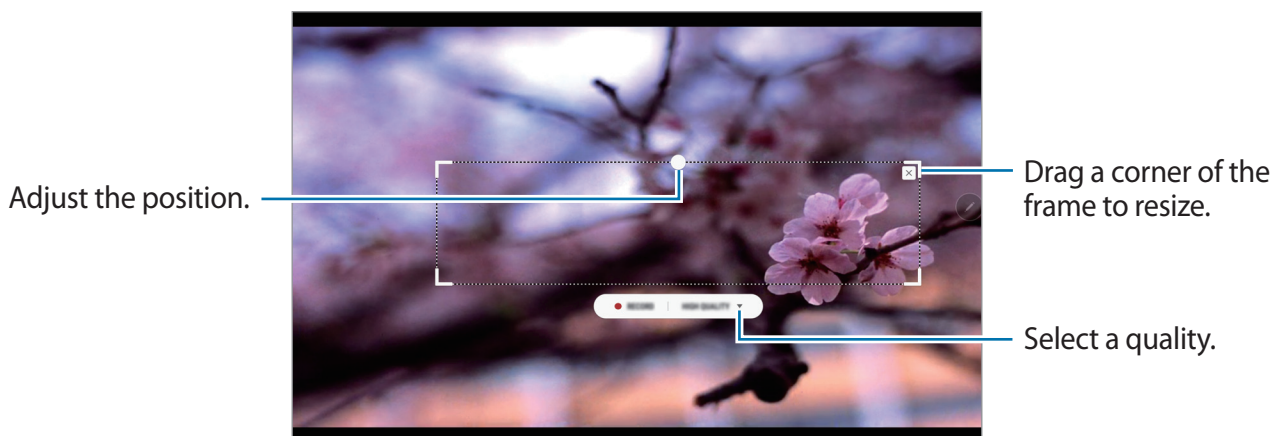 Adjust the position.
Drag a corner of the
frame to resize.
RECORD HIGH QUALITY
Select a quality.